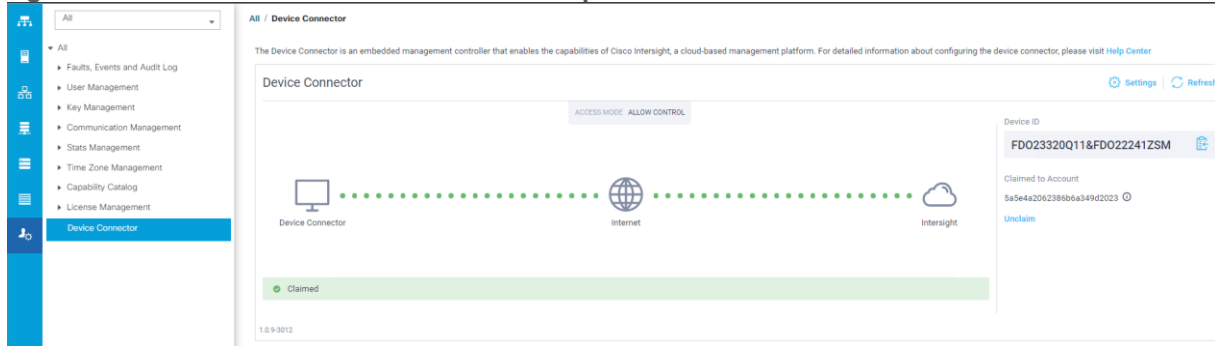 All
All
Faults, Events and Audit Log
User Management
Key Management
Communication Management
Stats Management
Time Zone Management
Capability Catalog
License Management
Device Connector
All / Device Connector
The Device Connector is an embedded management controller that enables the capabilities of Cisco Intersight, a cloud-based management platform. For detailed information about configuring the device connector, please visit Help Center
Device Connector
Settings
Refresh
ACCESS MODE ALLOW CONTROL
Device Connector
Internet
Intersight
Claimed
1.0.9-3012
Device ID
FDO23320Q11&FDO22241ZSM
Claimed to Account
5a5e4a2062386b6a349d2023
Unclaim